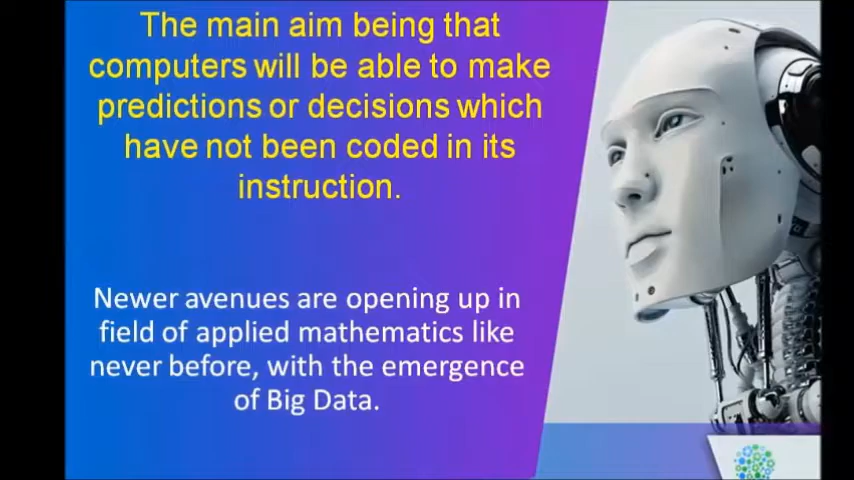 The main aim being that
computers will be able to make
predictions or decisions which
have not been coded in its
instruction.
Newer avenues are opening up in
field of applied mathematics like
never before, with the emergence
of Big Data.